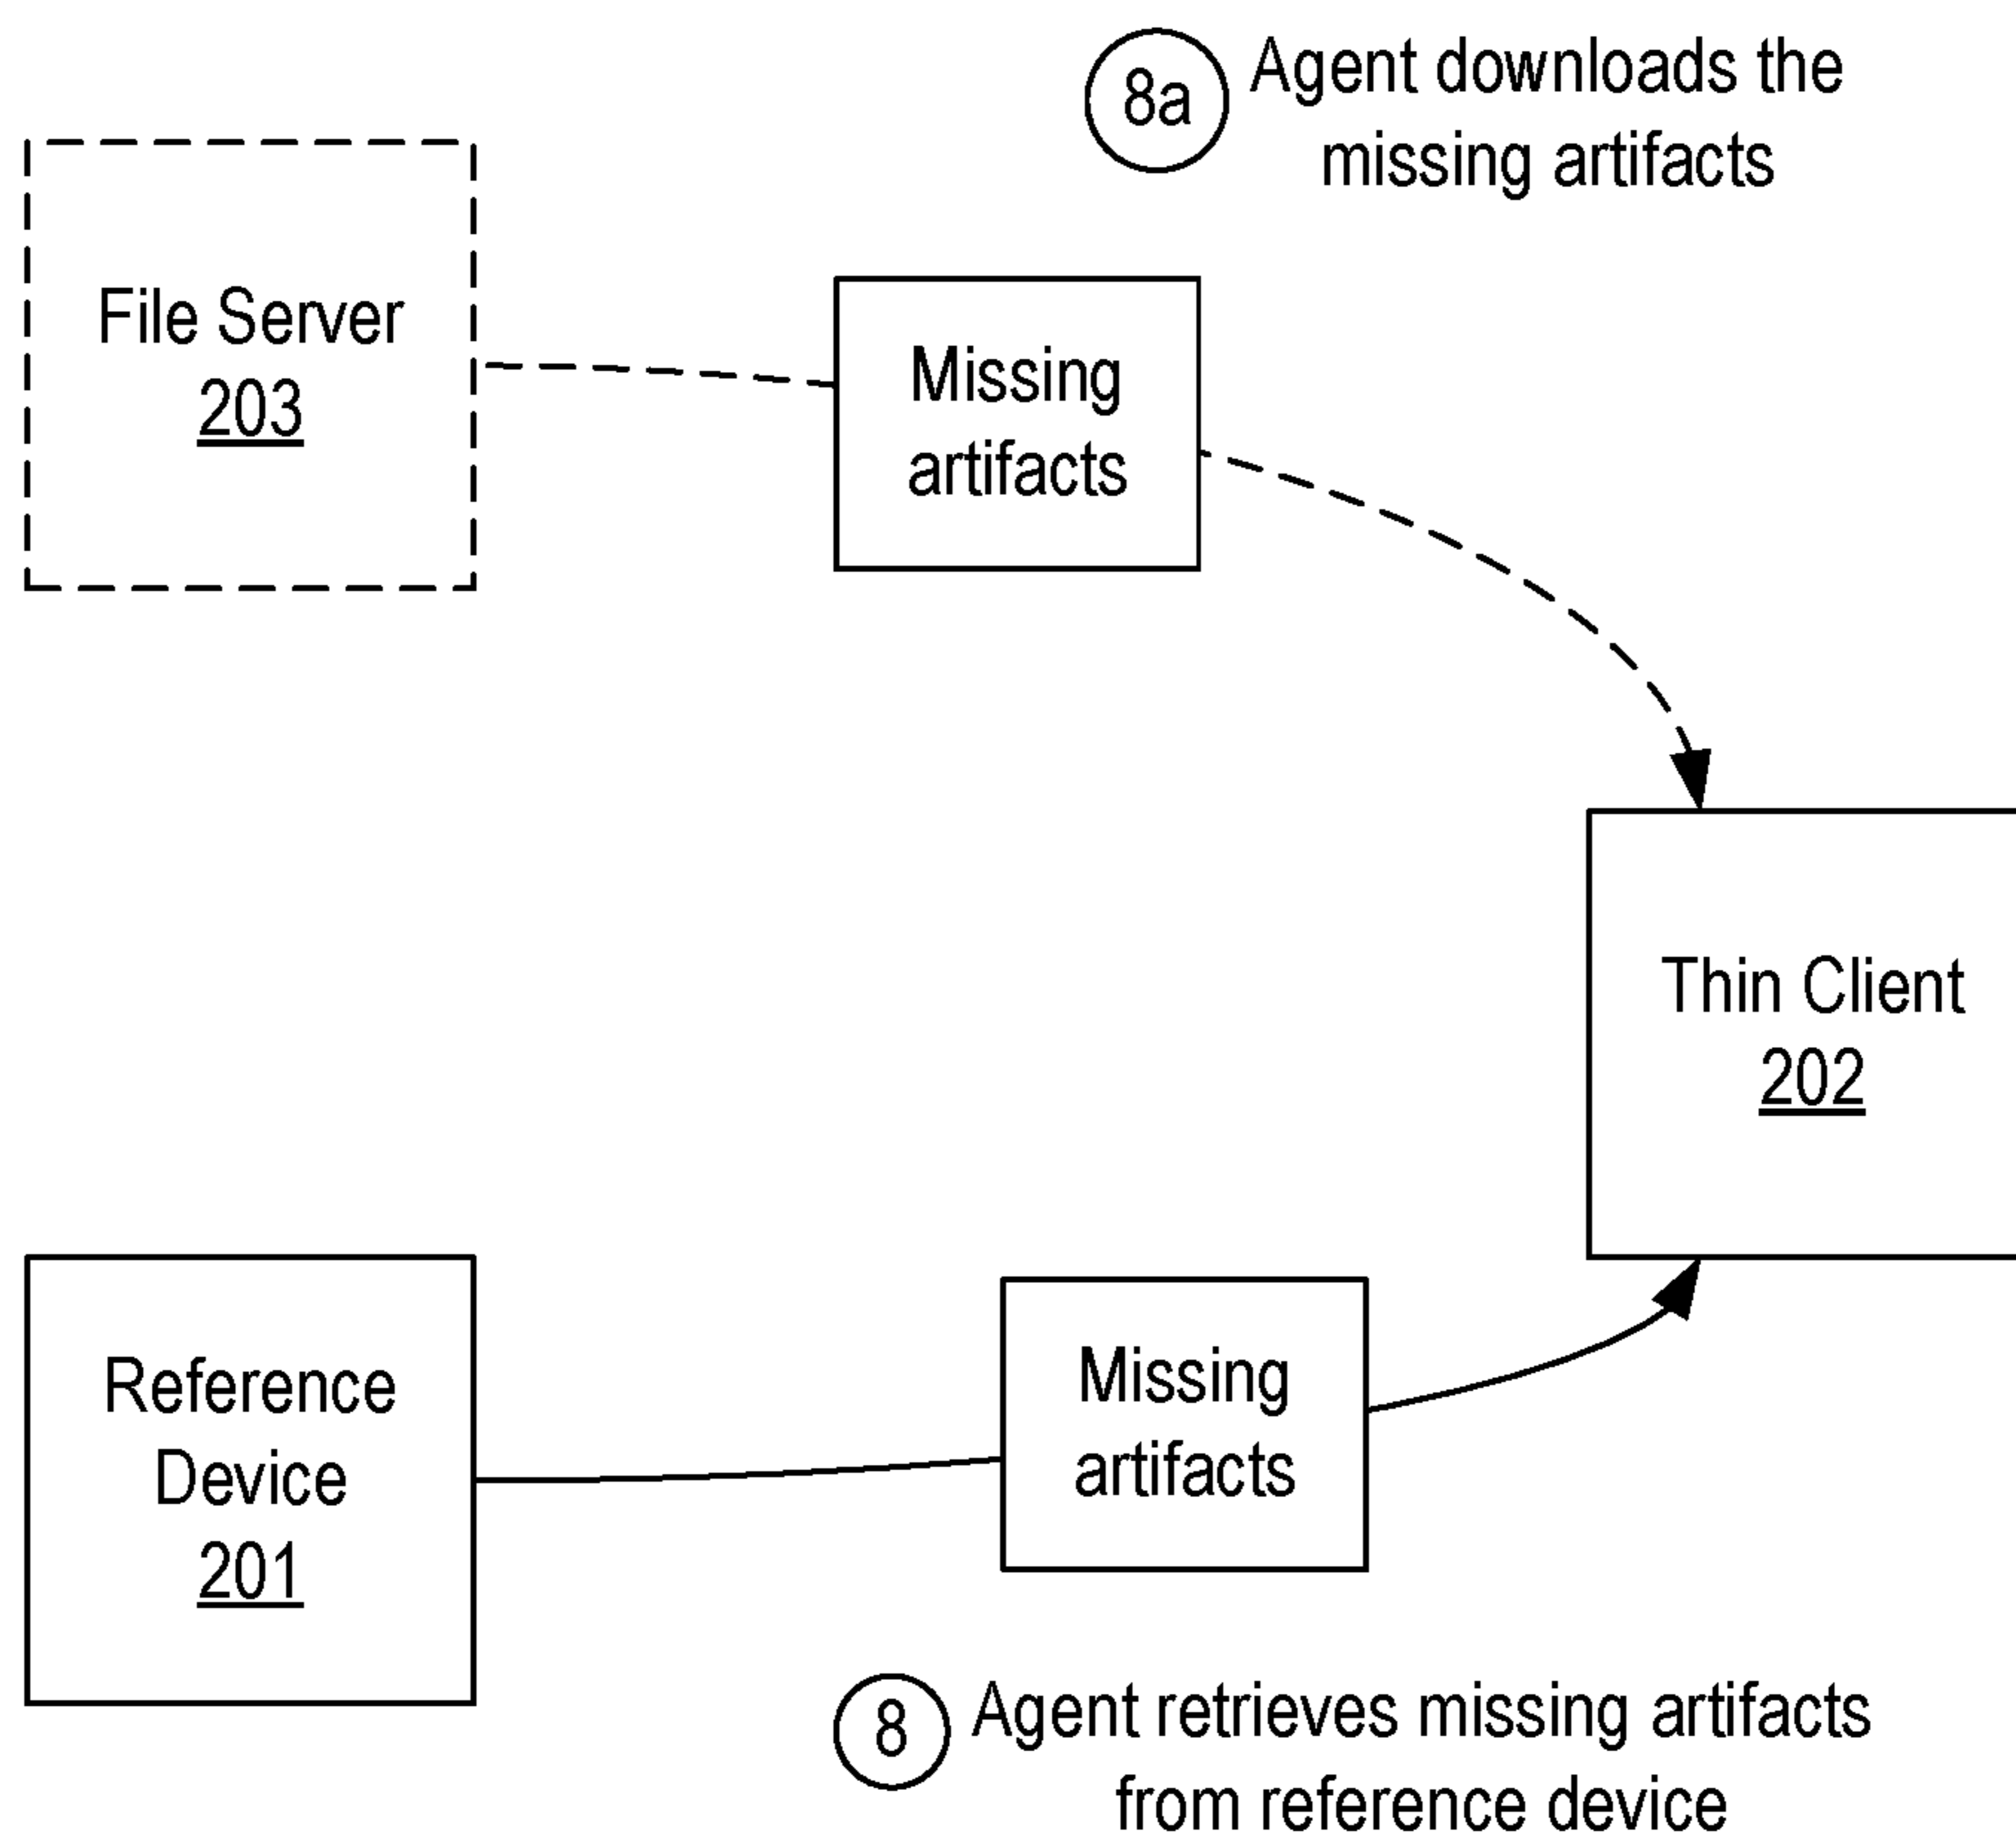 8a
Agent downloads the
missing artifacts
File Server
203
Missing
artifacts
Thin Client
202
Reference
Device
201
Missing
artifacts
8
Agent retrieves missing artifacts
from reference device